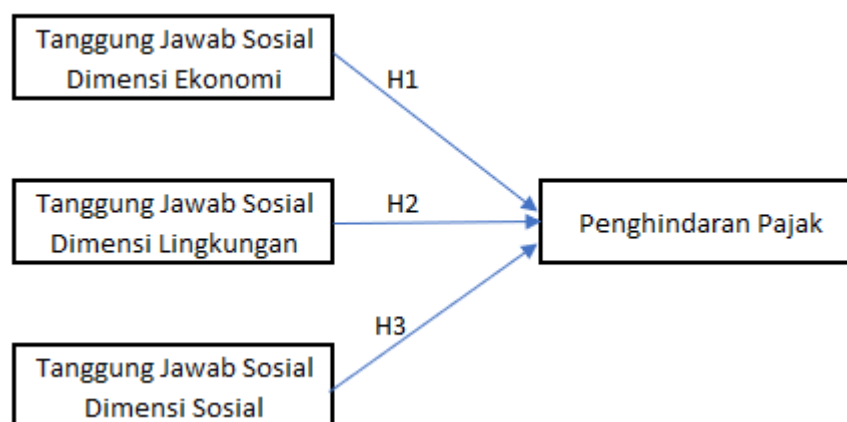 Tanggung Jawab Sosial
Dimensi Ekonomi
H1
Tanggung Jawab Sosial
Dimensi Lingkungan
H2
Penghindaran Pajak
H3
Tanggung Jawab Sosial
Dimensi Sosial